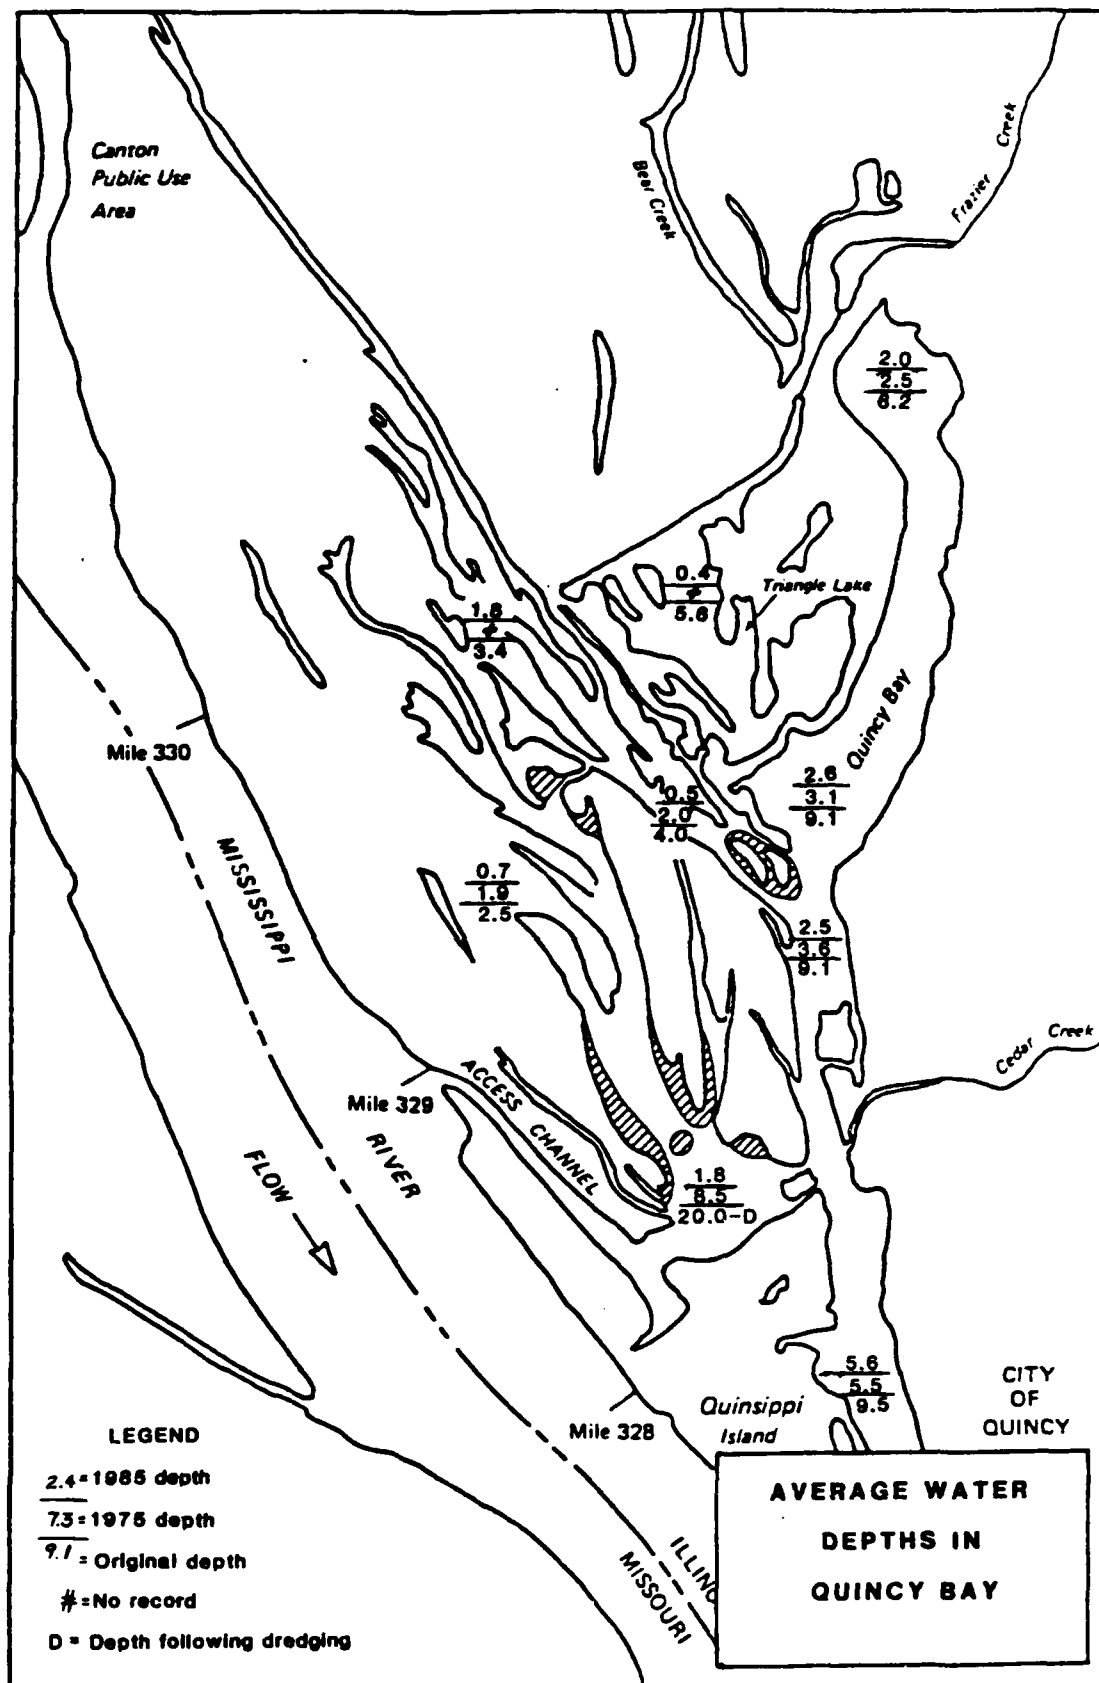 Canton
Public Use
Area
Bear Creek
Frazier Creek
2.0
2.5
6.2
0.4
#
5.6
Triangle Lake
1.8
#
3.4
Quincy Bay
Mile 330
2.6
3.1
9.1
0.5
2.0
4.0
MISSISSIPPI
RIVER
0.7
1.9
2.5
2.5
3.6
9.1
Cedar Creek
Mile 329
ACCESS CHANNEL
FLOW
1.8
8.5
20.0-D
5.6
5.5
9.5
CITY
OF
QUINCY
Quinsippi
Island
Mile 328
ILLINO
MISSOURI
LEGEND
2.4 = 1985 depth
7.3 = 1975 depth
9.1 = Original depth
# = No record
D = Depth following dredging
AVERAGE WATER
DEPTHS IN
QUINCY BAY